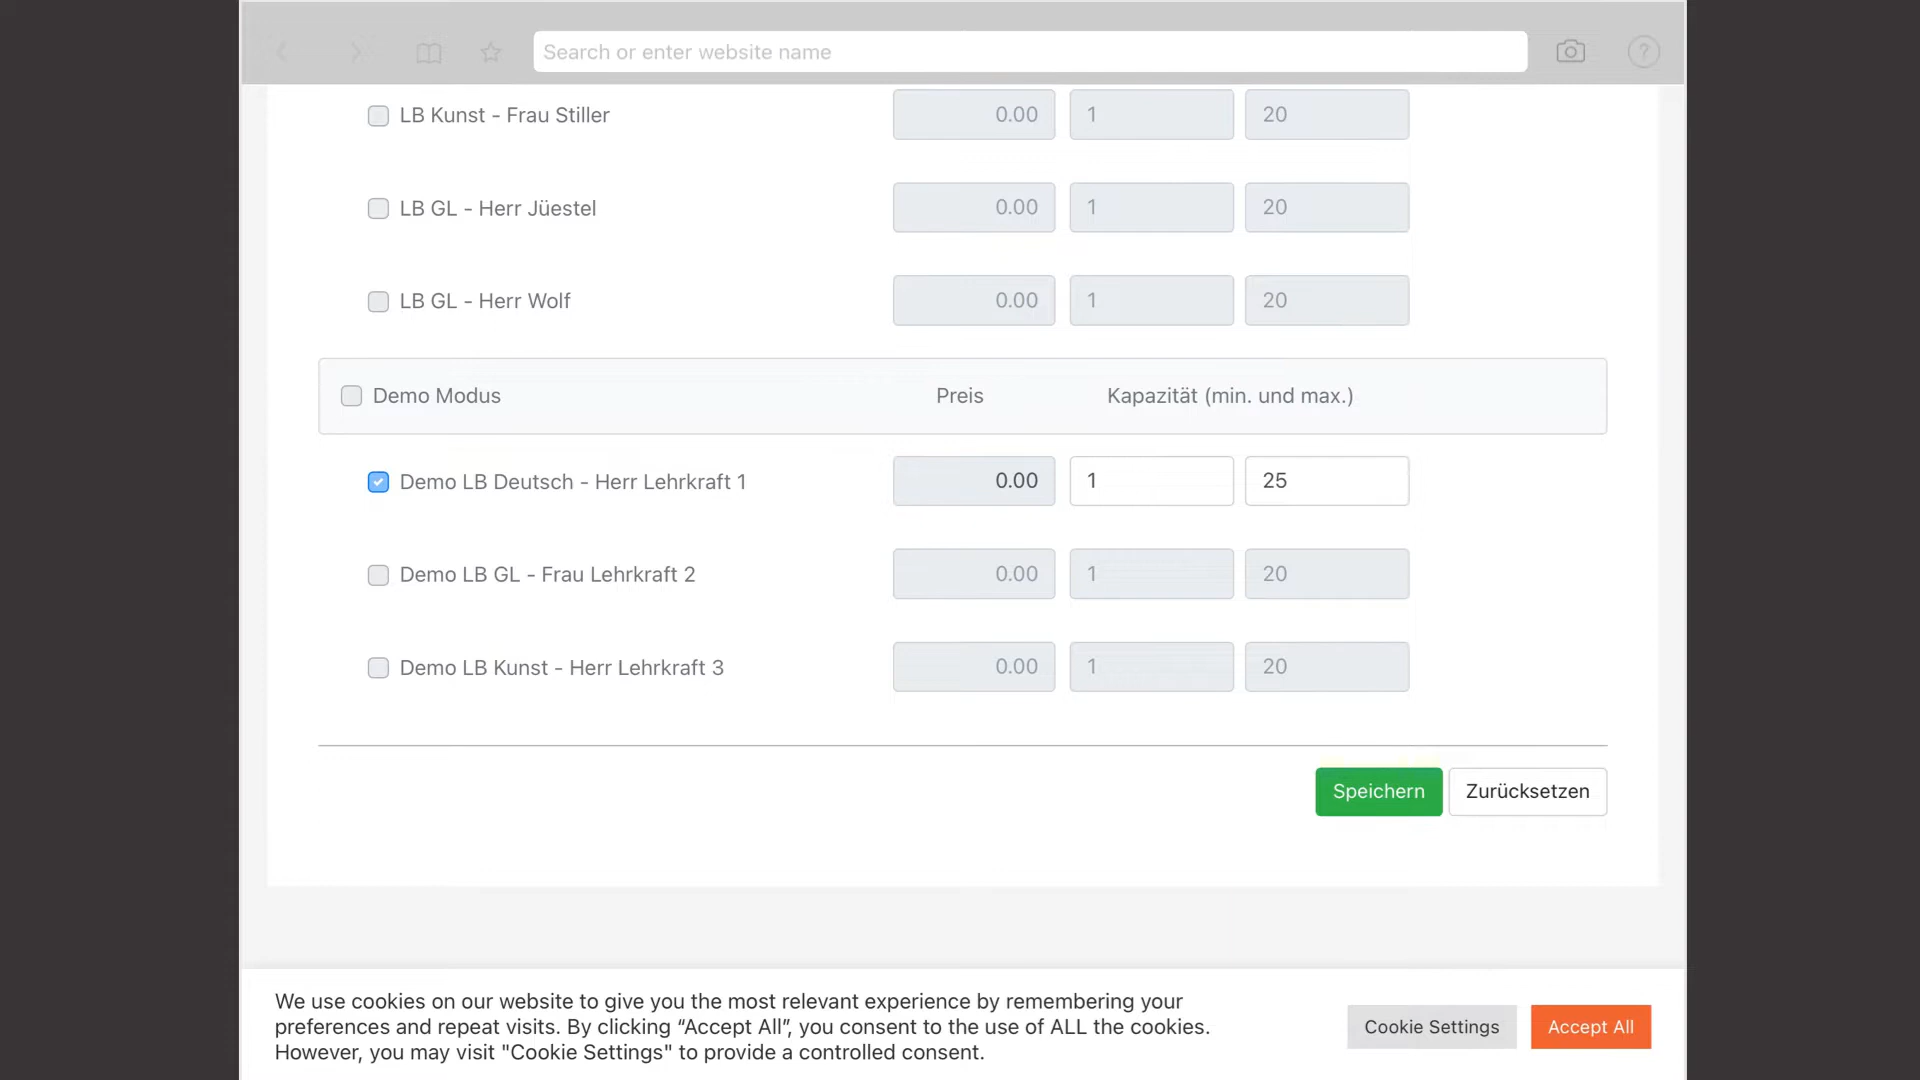 Search or enter website name
LB Kunst - Frau Stiller 0.00 1 20
LB GL - Herr Jüestel 0.00 1 20
LB GL - Herr Wolf 0.00 1 20
Demo Modus Preis Kapazität (min. und max.)
Demo LB Deutsch - Herr Lehrkraft 1 0.00 1 25
Demo LB GL - Frau Lehrkraft 2 0.00 1 20
Demo LB Kunst - Herr Lehrkraft 3 0.00 1 20
Speichern Zurücksetzen
We use cookies on our website to give you the most relevant experience by remembering your
preferences and repeat visits. By clicking “Accept All”, you consent to the use of ALL the cookies.
However, you may visit "Cookie Settings" to provide a controlled consent.
Cookie Settings Accept All